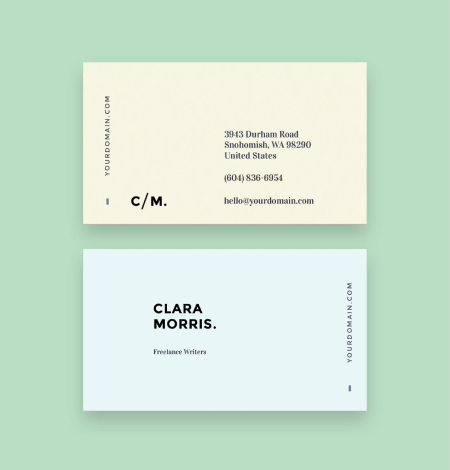 YOURDOMAIN.COM
C/M.
3943 Durham Road
Snohomish, WA 98290
United States
(604) 836-6954
hello@yourdomain.com
CLARA
MORRIS.
Freelance Writers
YOURDOMAIN.COM